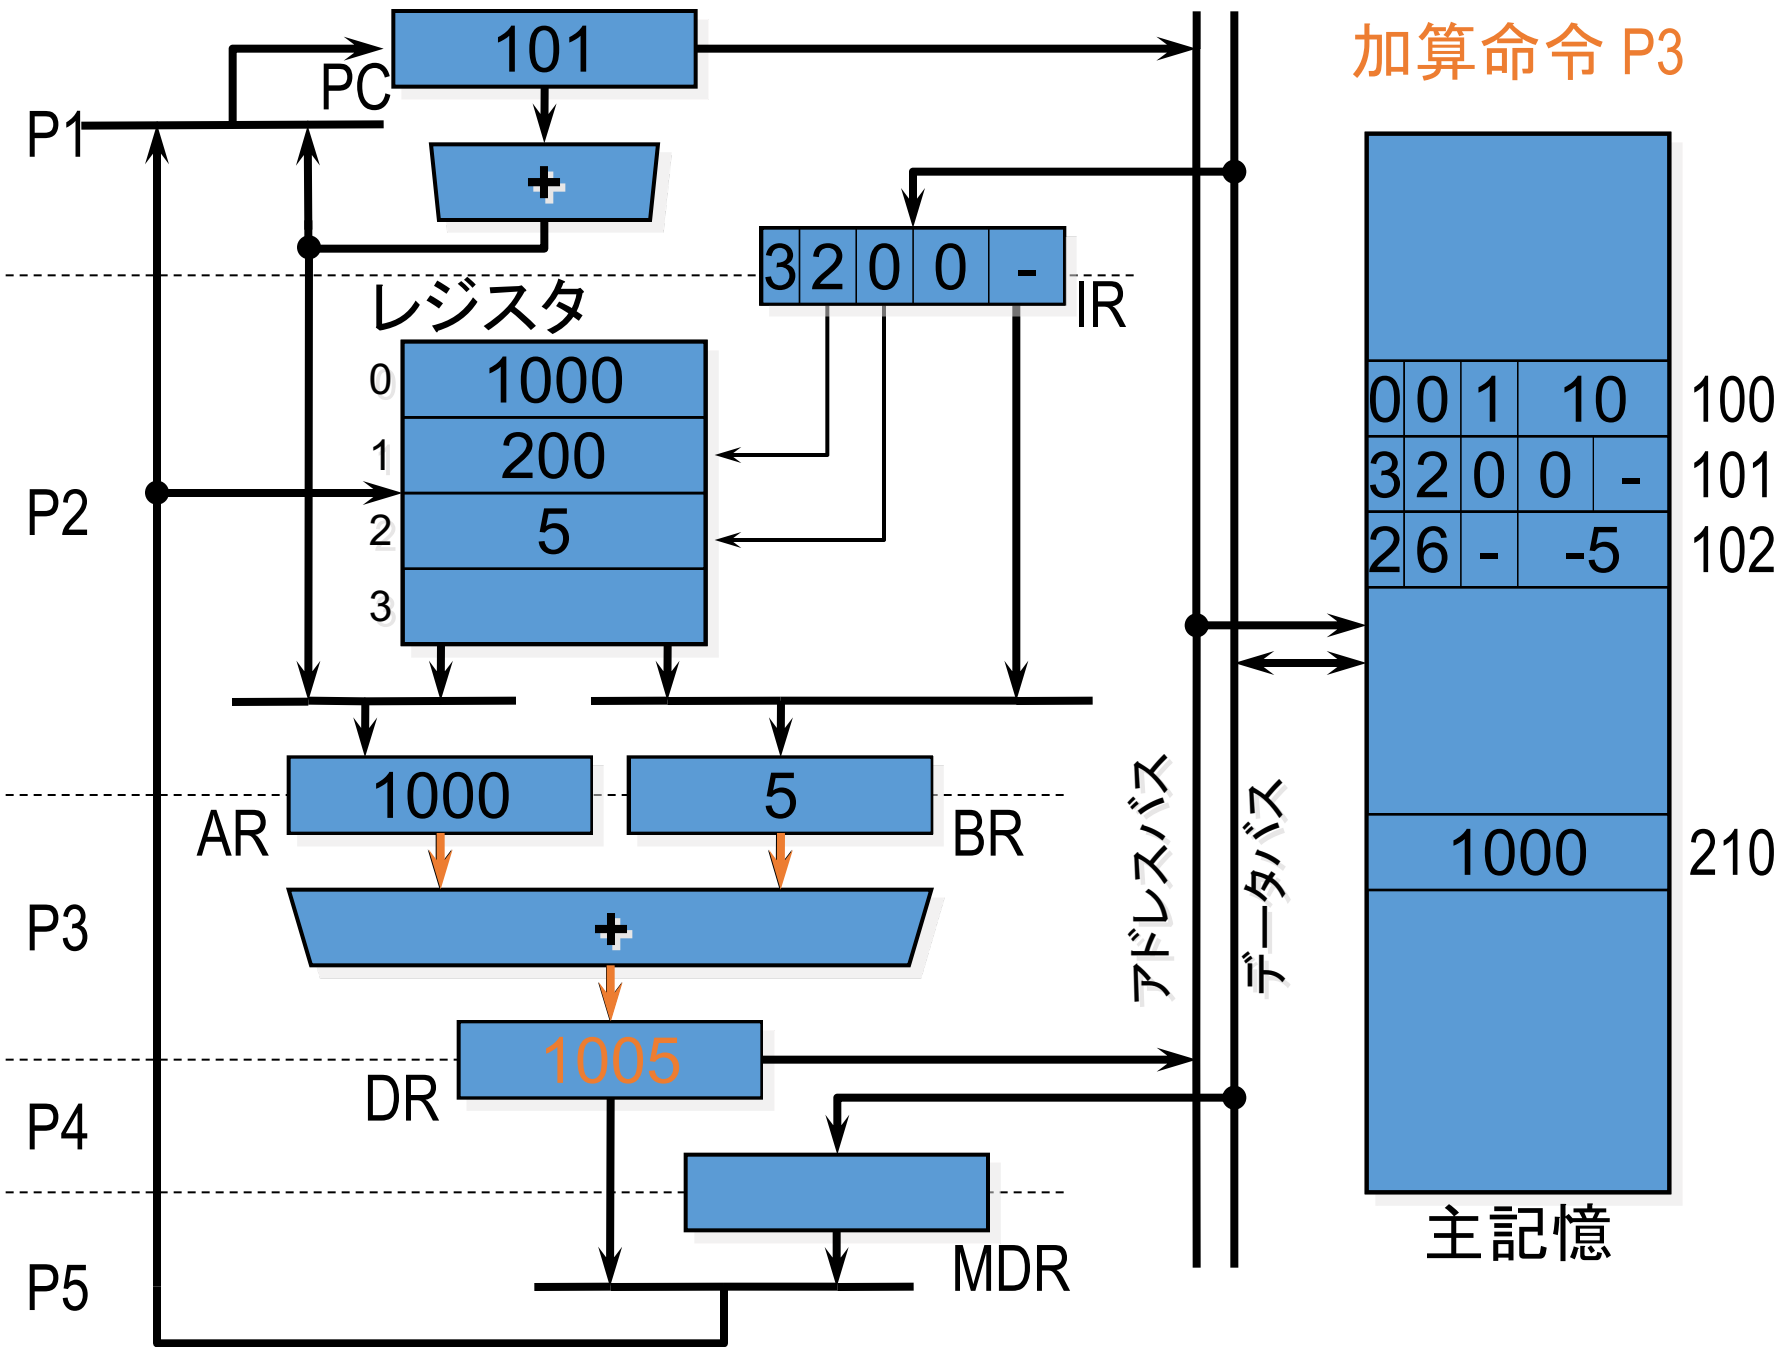 101
加算命令 P3
PC
P1
+
3 2 0 0 -
IR
レジスタ
0 1000
1 200
2 5
3
P2
0 0 1 10 100
3 2 0 0 - 101
2 6 - -5 102
1000 210
主記憶
アドレスバス
データバス
1000
5
AR
BR
P3
+
1005
DR
P4
MDR
P5